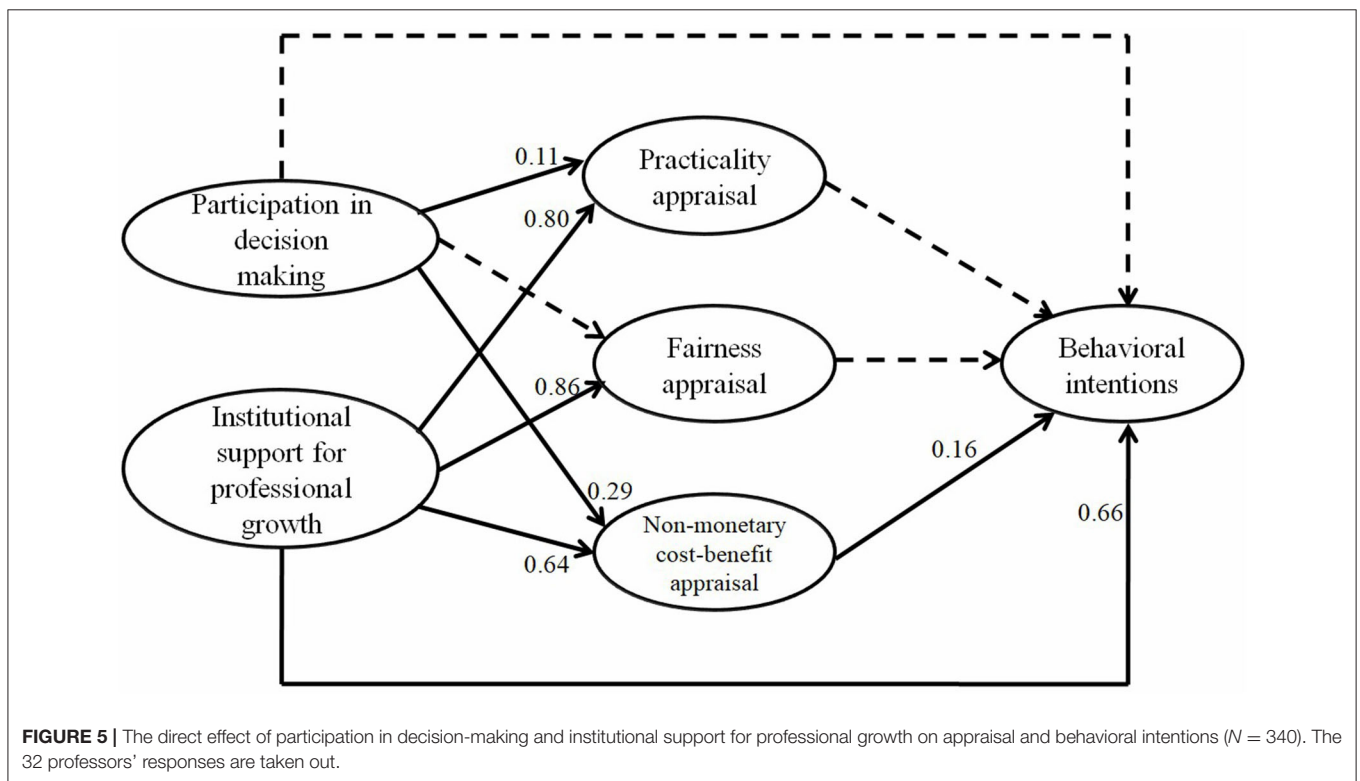 0.11
Practicality
appraisal
Participation in
decision
making
0.80
Fairness
appraisal
Behavioral
intentions
0.86
Institutional
support for
professional
growth
0.16
0.29
0.66
Non-monetary
cost-benefit
appraisal
0.64
FIGURE 5 | The direct effect of participation in decision-making and institutional support for professional growth on appraisal and behavioral intentions (N = 340). The
32 professors’ responses are taken out.